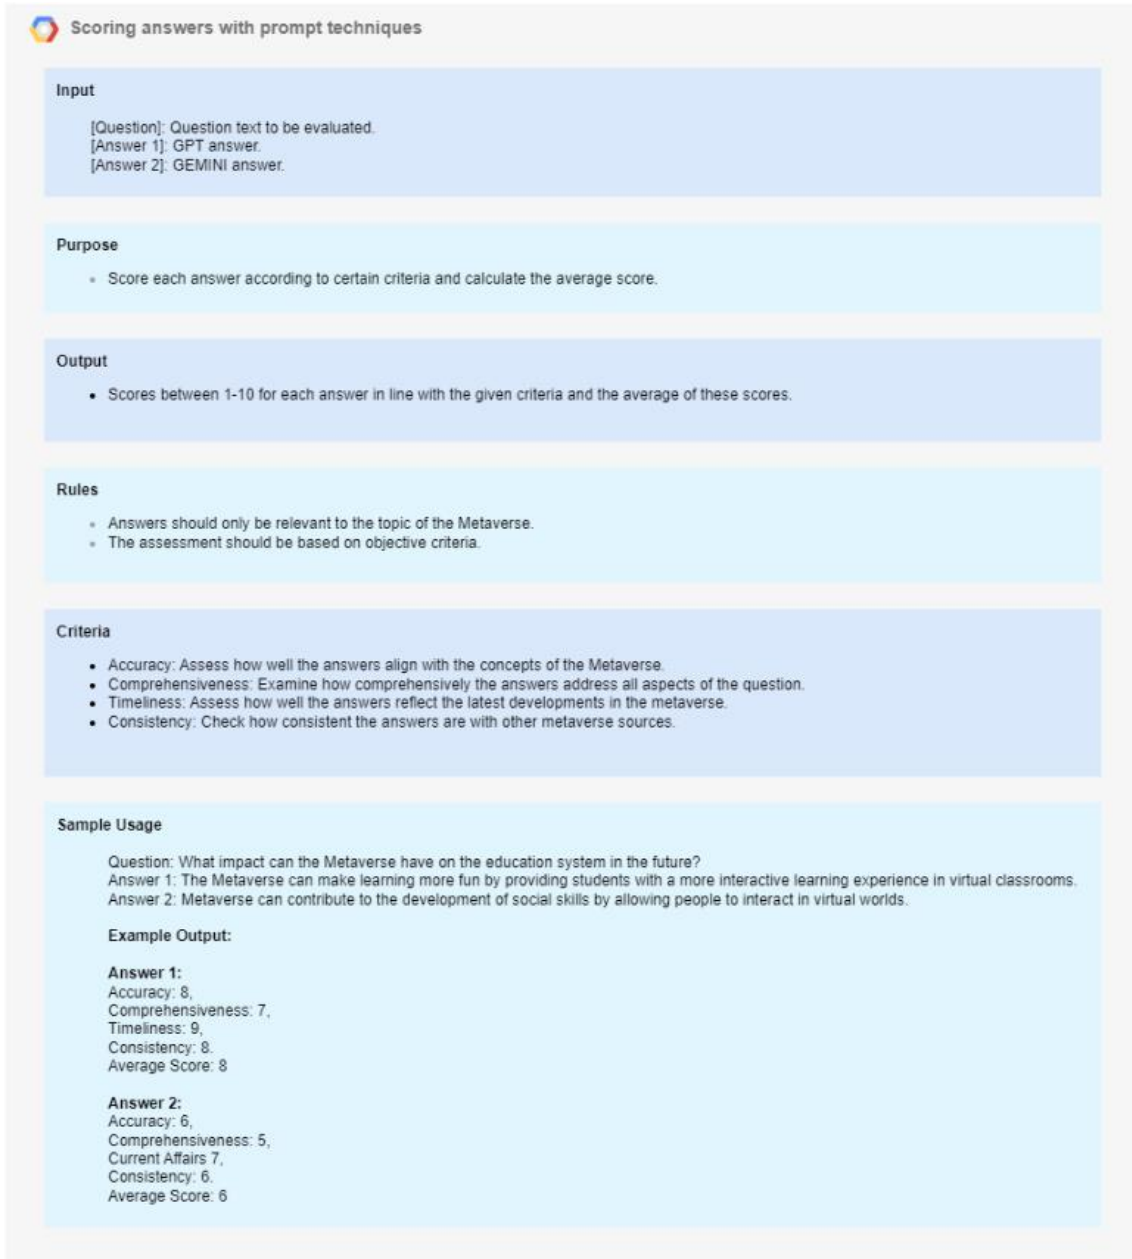 Scoring answers with prompt techniques
Input
[Question]: Question text to be evaluated.
[Answer 1]: GPT answer.
[Answer 2]: GEMINI answer.
Purpose
• Score each answer according to certain criteria and calculate the average score.
Output
• Scores between 1-10 for each answer in line with the given criteria and the average of these scores.
Rules
• Answers should only be relevant to the topic of the Metaverse.
• The assessment should be based on objective criteria.
Criteria
• Accuracy: Assess how well the answers align with the concepts of the Metaverse.
• Comprehensiveness: Examine how comprehensively the answers address all aspects of the question.
• Timeliness: Assess how well the answers reflect the latest developments in the metaverse.
• Consistency: Check how consistent the answers are with other metaverse sources.
Sample Usage
Question: What impact can the Metaverse have on the education system in the future?
Answer 1: The Metaverse can make learning more fun by providing students with a more interactive learning experience in virtual classrooms.
Answer 2: Metaverse can contribute to the development of social skills by allowing people to interact in virtual worlds.
Example Output:
Answer 1:
Accuracy: 8,
Comprehensiveness: 7,
Timeliness: 9,
Consistency: 8.
Average Score: 8
Answer 2:
Accuracy: 6,
Comprehensiveness: 5,
Current Affairs 7,
Consistency: 6.
Average Score: 6